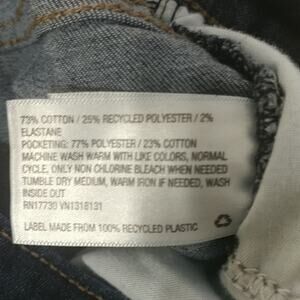 73% COTTON / 25% RECYCLED POLYESTER / 2%
ELASTANE
POCKETING: 77% POLYESTER / 23% COTTON
MACHINE WASH WARM WITH LIKE COLORS, NORMAL
CYCLE, ONLY NON CHLORINE BLEACH WHEN NEEDED
TUMBLE DRY MEDIUM, WARM IRON IF NEEDED, WASH
INSIDE OUT
RN17730 VN1318131
LABEL MADE FROM 100% RECYCLED PLASTIC